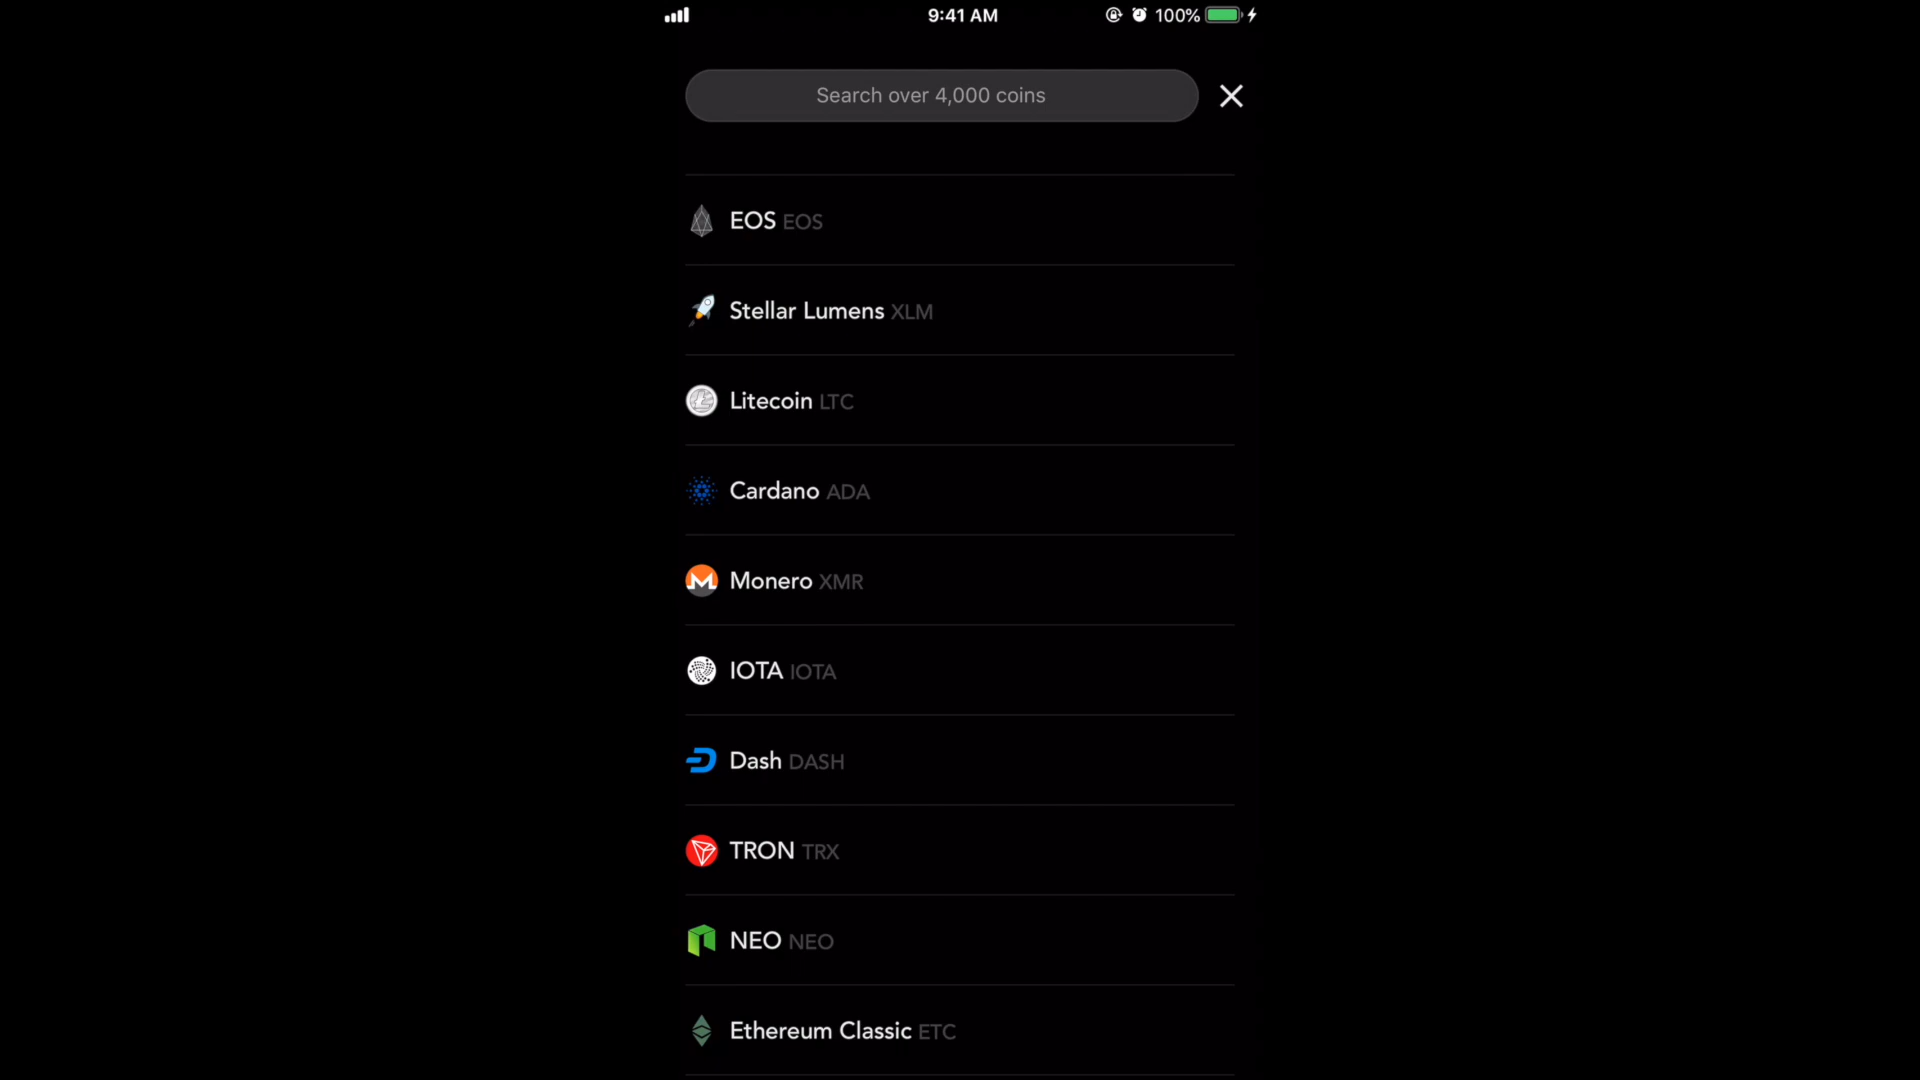 9:41 AM 100%
Search over 4,000 coins
EOS EOS
Stellar Lumens XLM
Litecoin LTC
Cardano ADA
Monero XMR
IOTA IOTA
Dash DASH
TRON TRX
NEO NEO
Ethereum Classic ETC